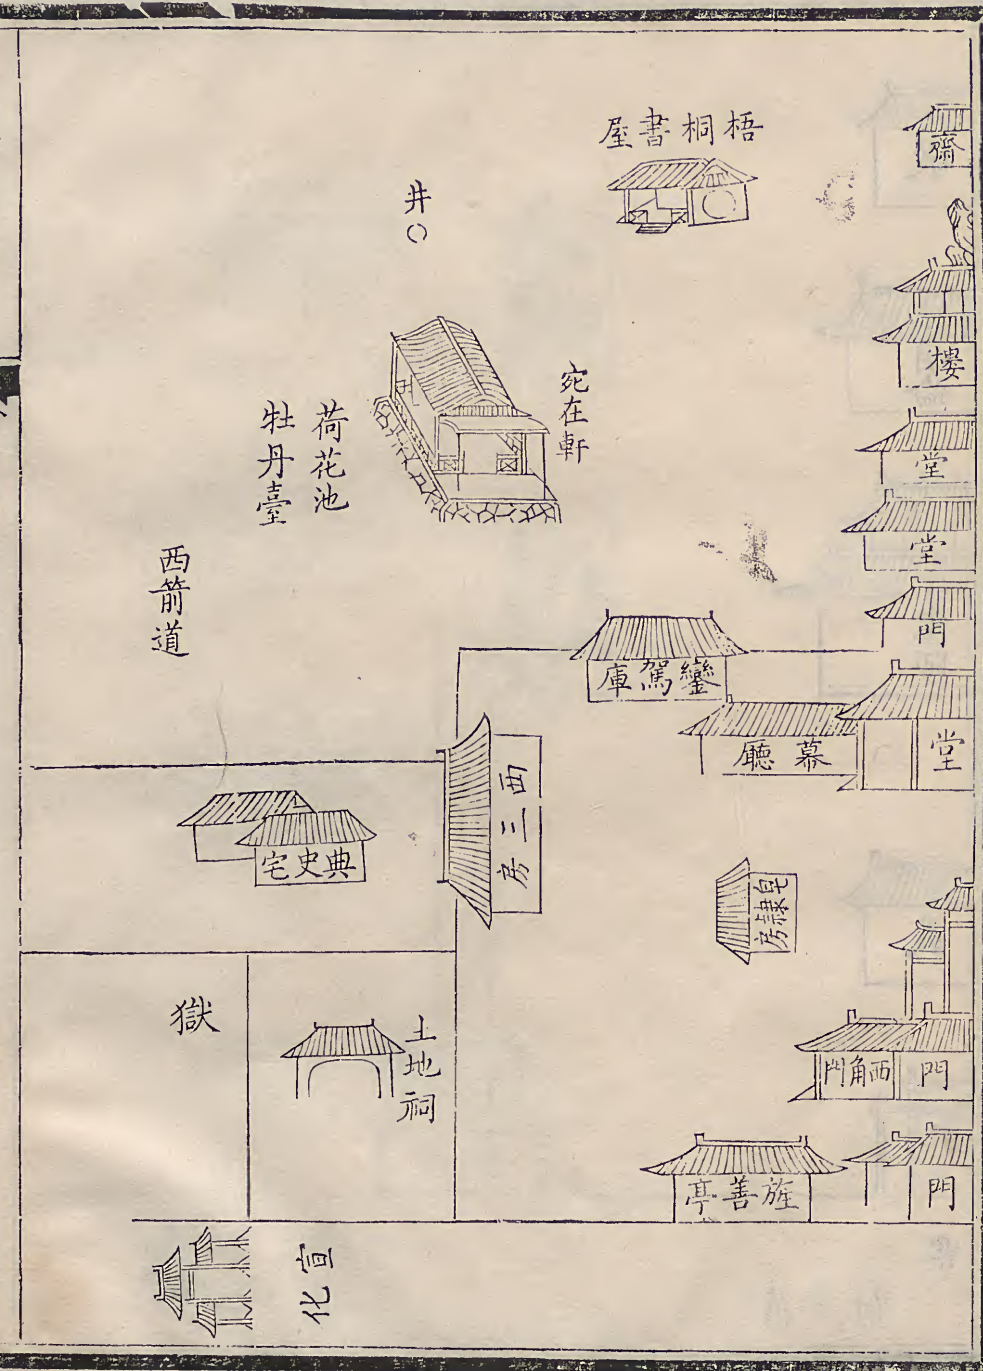 齋
樓
堂
堂
門
堂
門
門
梧桐書屋
宛在軒
鑾駕庫
幕廳
皂隸房
西角門
旌善亭
井
荷花池
牡丹臺
西箭道
西三房
典史宅
土地祠
獄
宣化